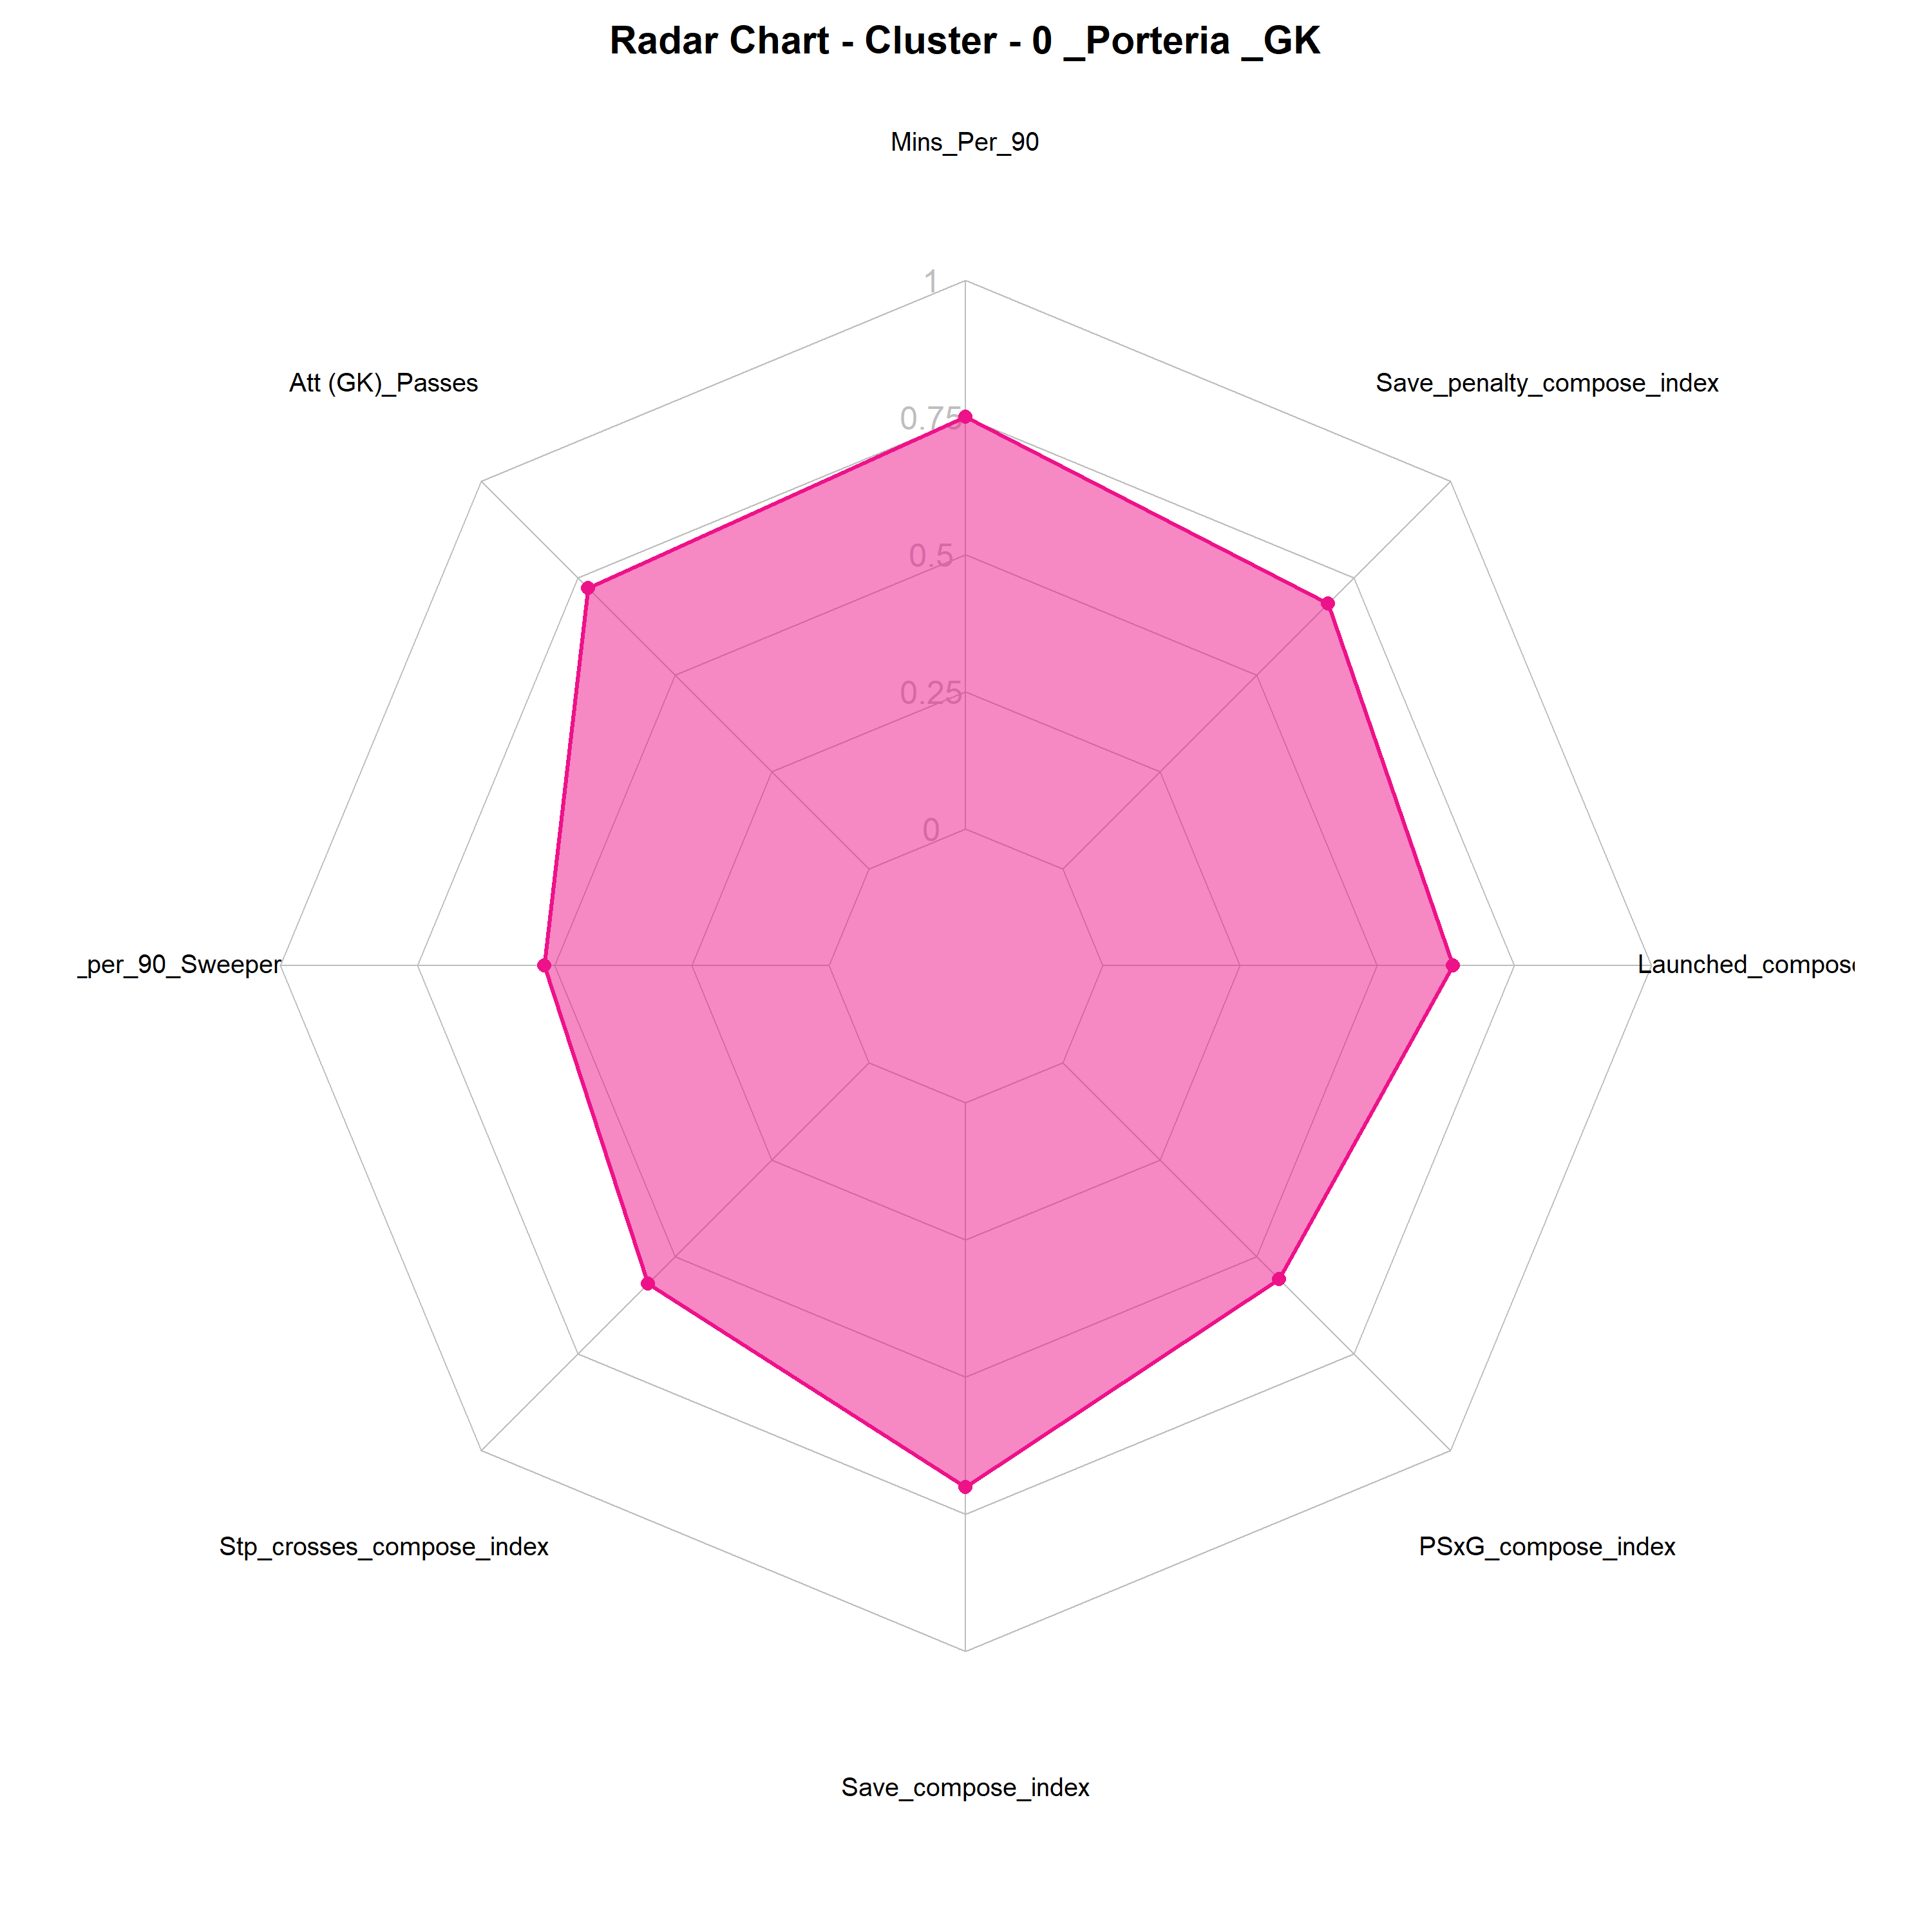 Radar Chart - Cluster - 0 _Porteria _GK
Mins_Per_90
1
Att (GK)_Passes
Save_penalty_compose_index
0.75
0.5
0.25
0
_per_90_Sweeper
Launched_compose
Stp_crosses_compose_index
PSxG_compose_index
Save_compose_index